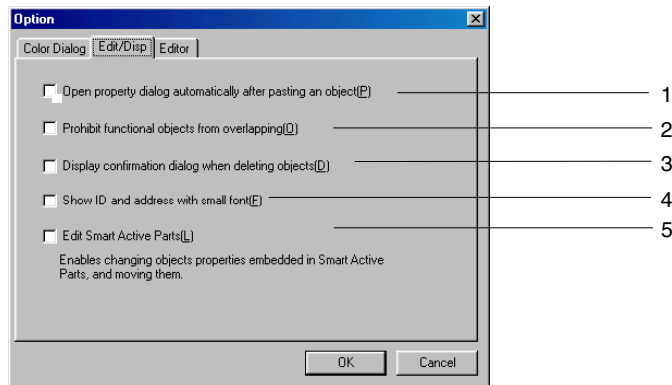 Option
Color Dialog Edit/Disp Editor
Open property dialog automatically after pasting an object(P) 1
Prohibit functional objects from overlapping(O) 2
Display confirmation dialog when deleting objects(D) 3
Show ID and address with small font(F) 4
Edit Smart Active Parts(L) 5
Enables changing objects properties embedded in Smart Active
Parts, and moving them.
OK Cancel